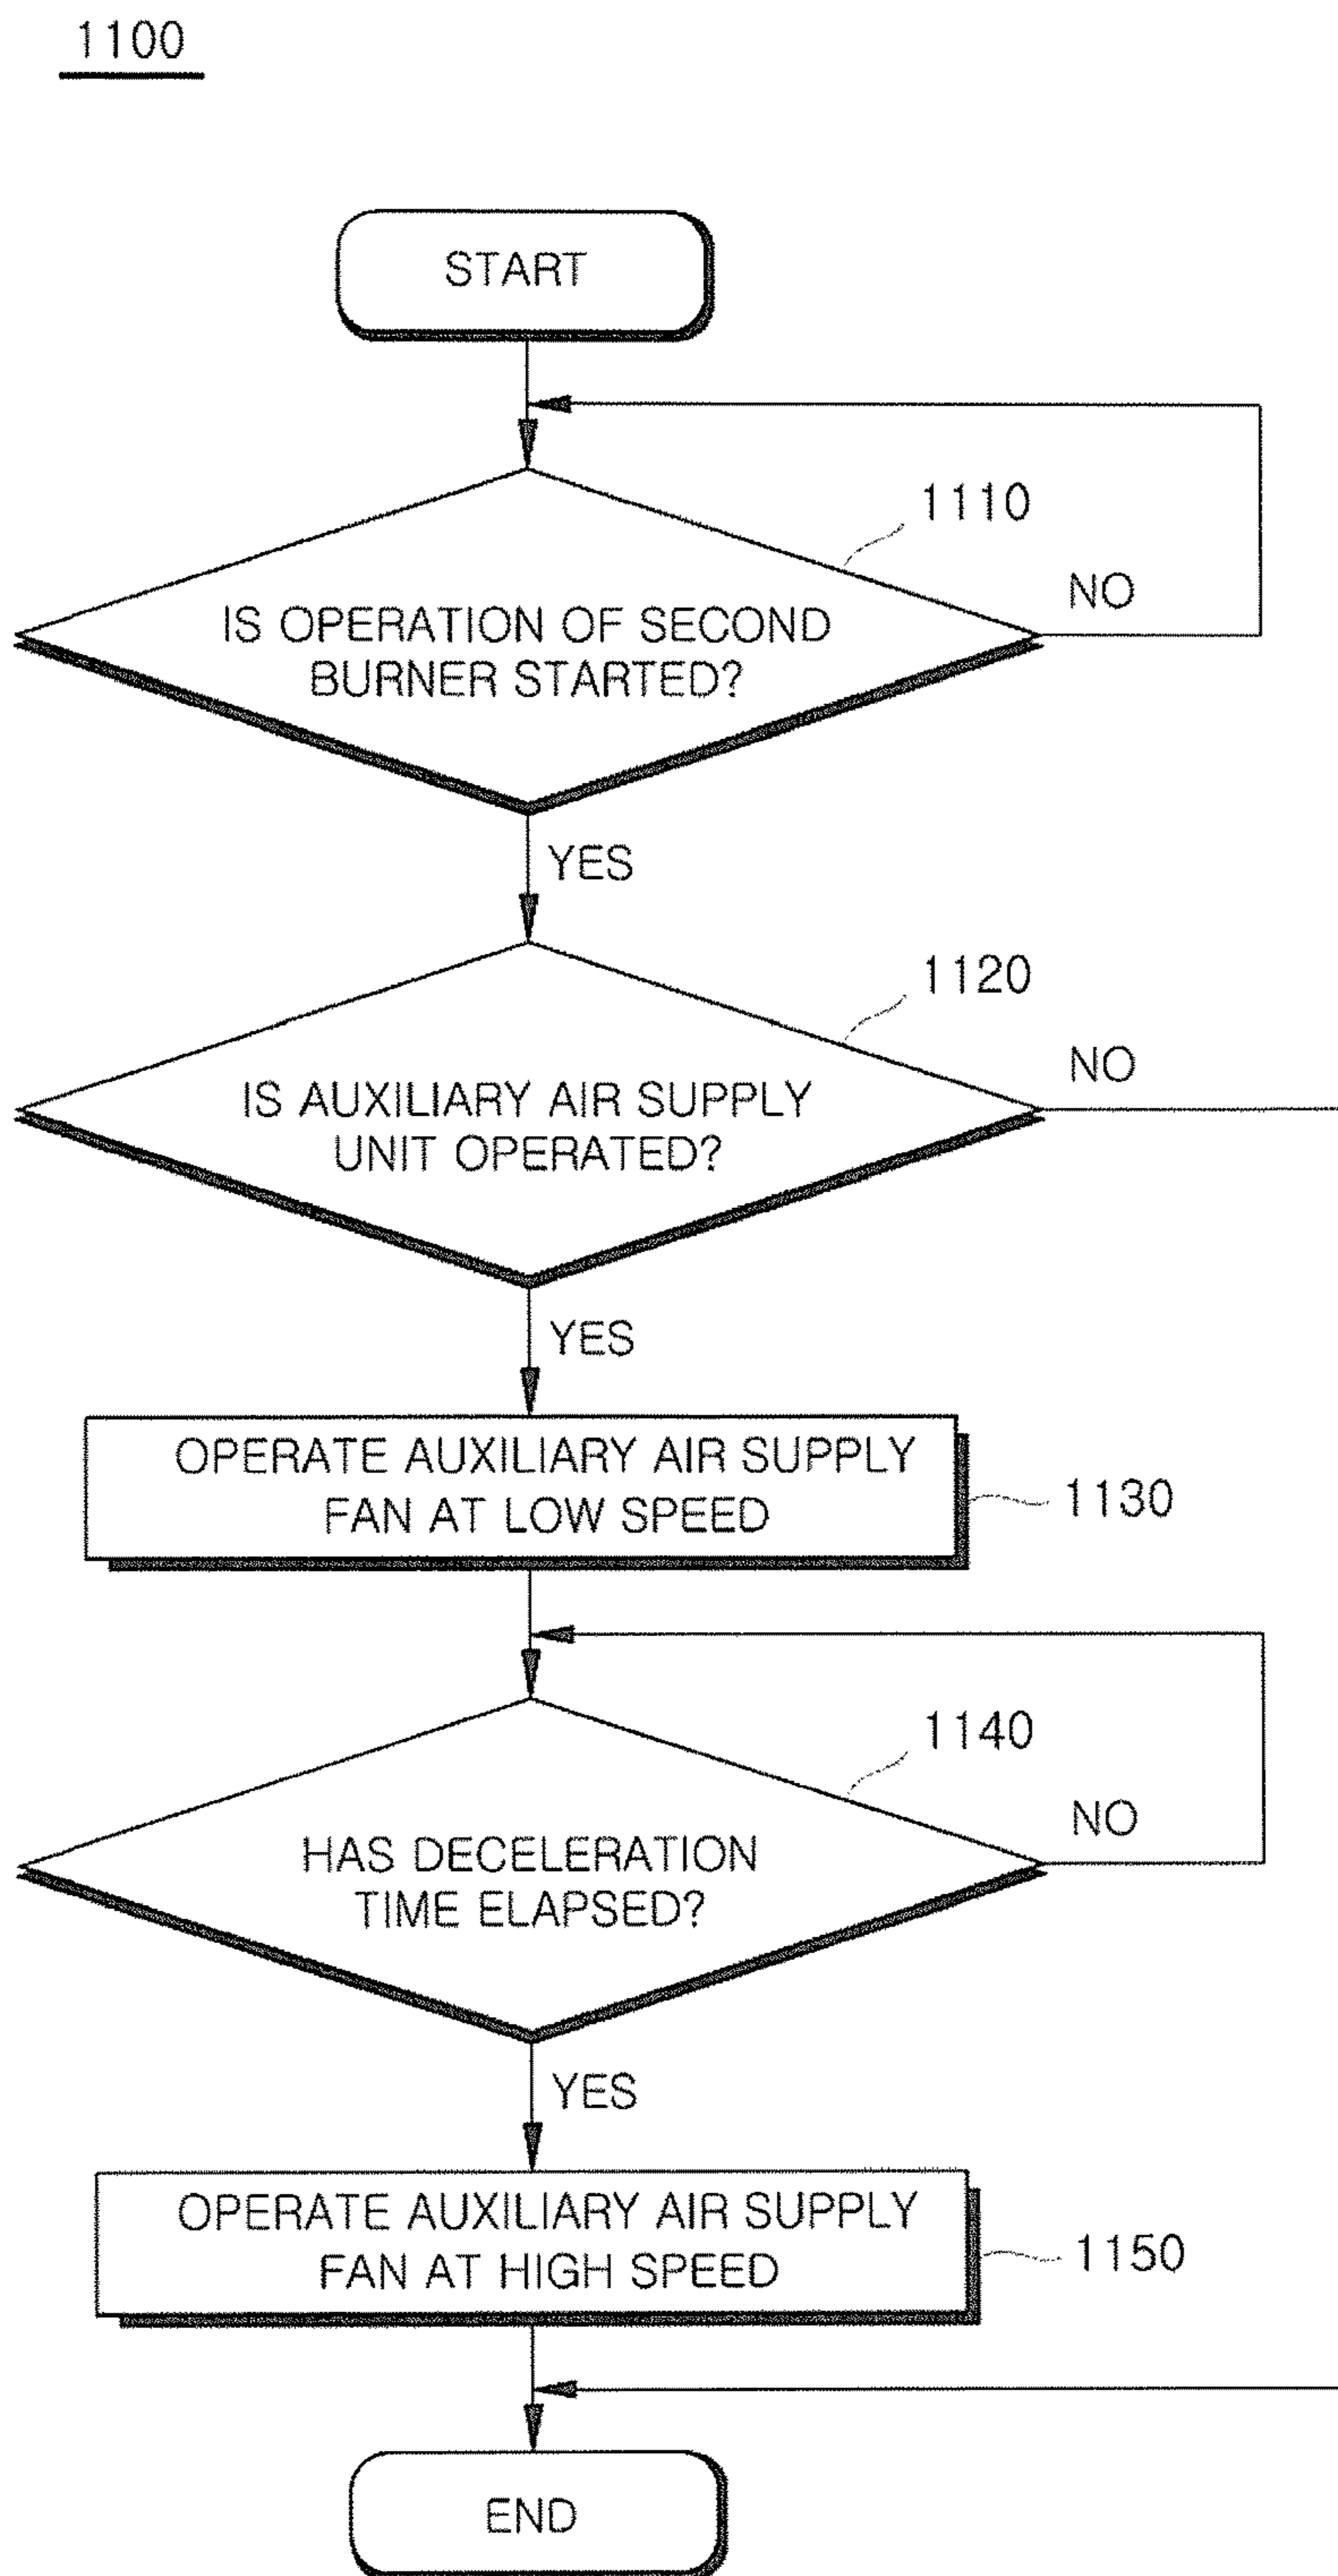 1100
START
1110
NO
IS OPERATION OF SECOND
BURNER STARTED?
YES
1120
NO
IS AUXILIARY AIR SUPPLY
UNIT OPERATED?
YES
OPERATE AUXILIARY AIR SUPPLY
FAN AT LOW SPEED
1130
1140
NO
HAS DECELERATION
TIME ELAPSED?
YES
OPERATE AUXILIARY AIR SUPPLY
FAN AT HIGH SPEED
1150
END